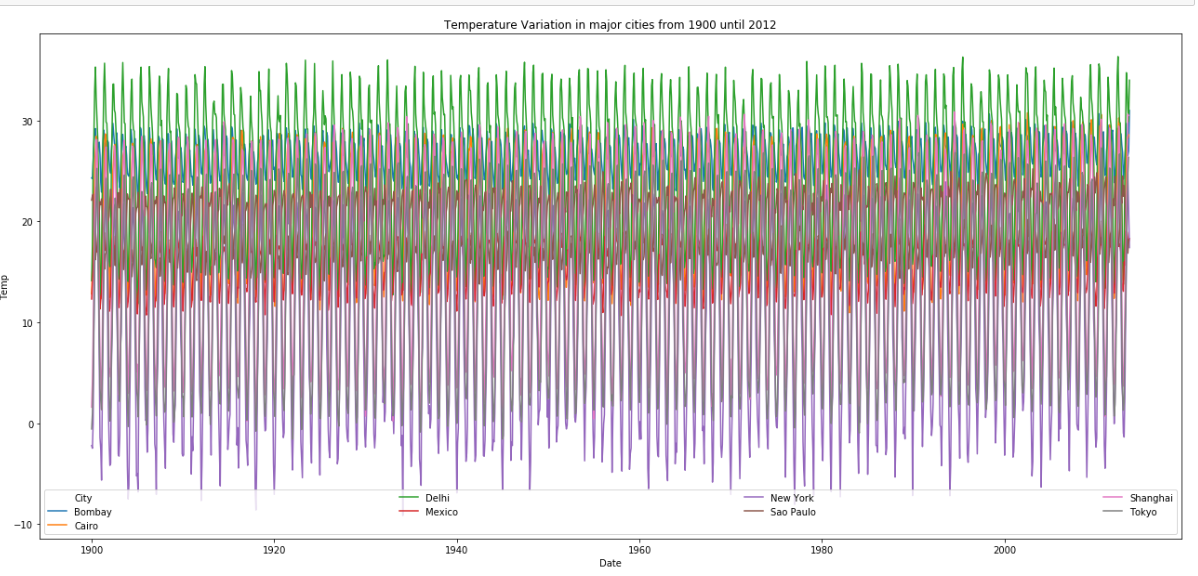 Temperature Variation in major cities from 1900 until 2012
30
20
10
0
−10
Temp
City
Bombay
Cairo
Delhi
Mexico
New York
Sao Paulo
Shanghai
Tokyo
1900 1920 1940 1960 1980 2000
Date